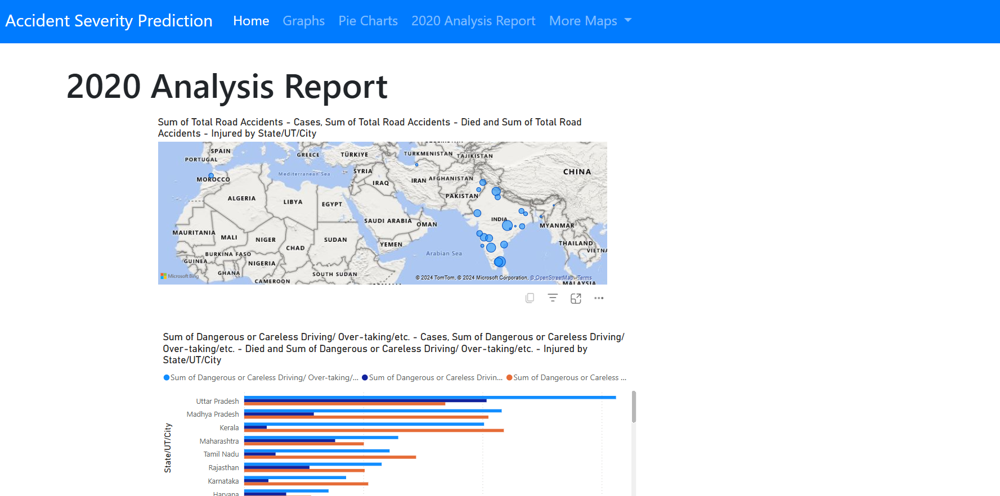 Accident Severity Prediction Home Graphs Pie Charts 2020 Analysis Report More Maps
2020 Analysis Report
Sum of Total Road Accidents - Cases, Sum of Total Road Accidents - Died and Sum of Total Road
Accidents - Injured by State/UT/City
SPAIN
GREECE
TÜRKIYE
TURKMENISTAN
TAJIKISTAN
PORTUGAL
SYRIA
CHINA
Mediterranean Sea
MOROCCO
IRAQ
IRAN
AFGHANISTAN
PAKISTAN
ALGERIA
LIBYA
EGYPT
SAUDI ARABIA
OMAN
INDIA
MYANMAR
MAURITANIA
MALI
NIGER
SUDAN
CHAD
YEMEN
THAILAND
BURKINA FASO
Arabian Sea
GUINEA
NIGERIA
GHANA
SOUTH SUDAN
CAMEROON
Microsoft Bing
© 2024 TomTom, © 2024 Microsoft Corporation, © OpenStreetMap Terms
MALAYSIA
Sum of Dangerous or Careless Driving/ Over-taking/etc. - Cases, Sum of Dangerous or Careless Driving/
Over-taking/etc. - Died and Sum of Dangerous or Careless Driving/ Over-taking/etc. - Injured by
State/UT/City
Sum of Dangerous or Careless Driving/ Over-taking/... Sum of Dangerous or Careless Drivin... Sum of Dangerous or Careless ...
State/UT/City
Uttar Pradesh
Madhya Pradesh
Kerala
Maharashtra
Tamil Nadu
Rajasthan
Karnataka
Haryana